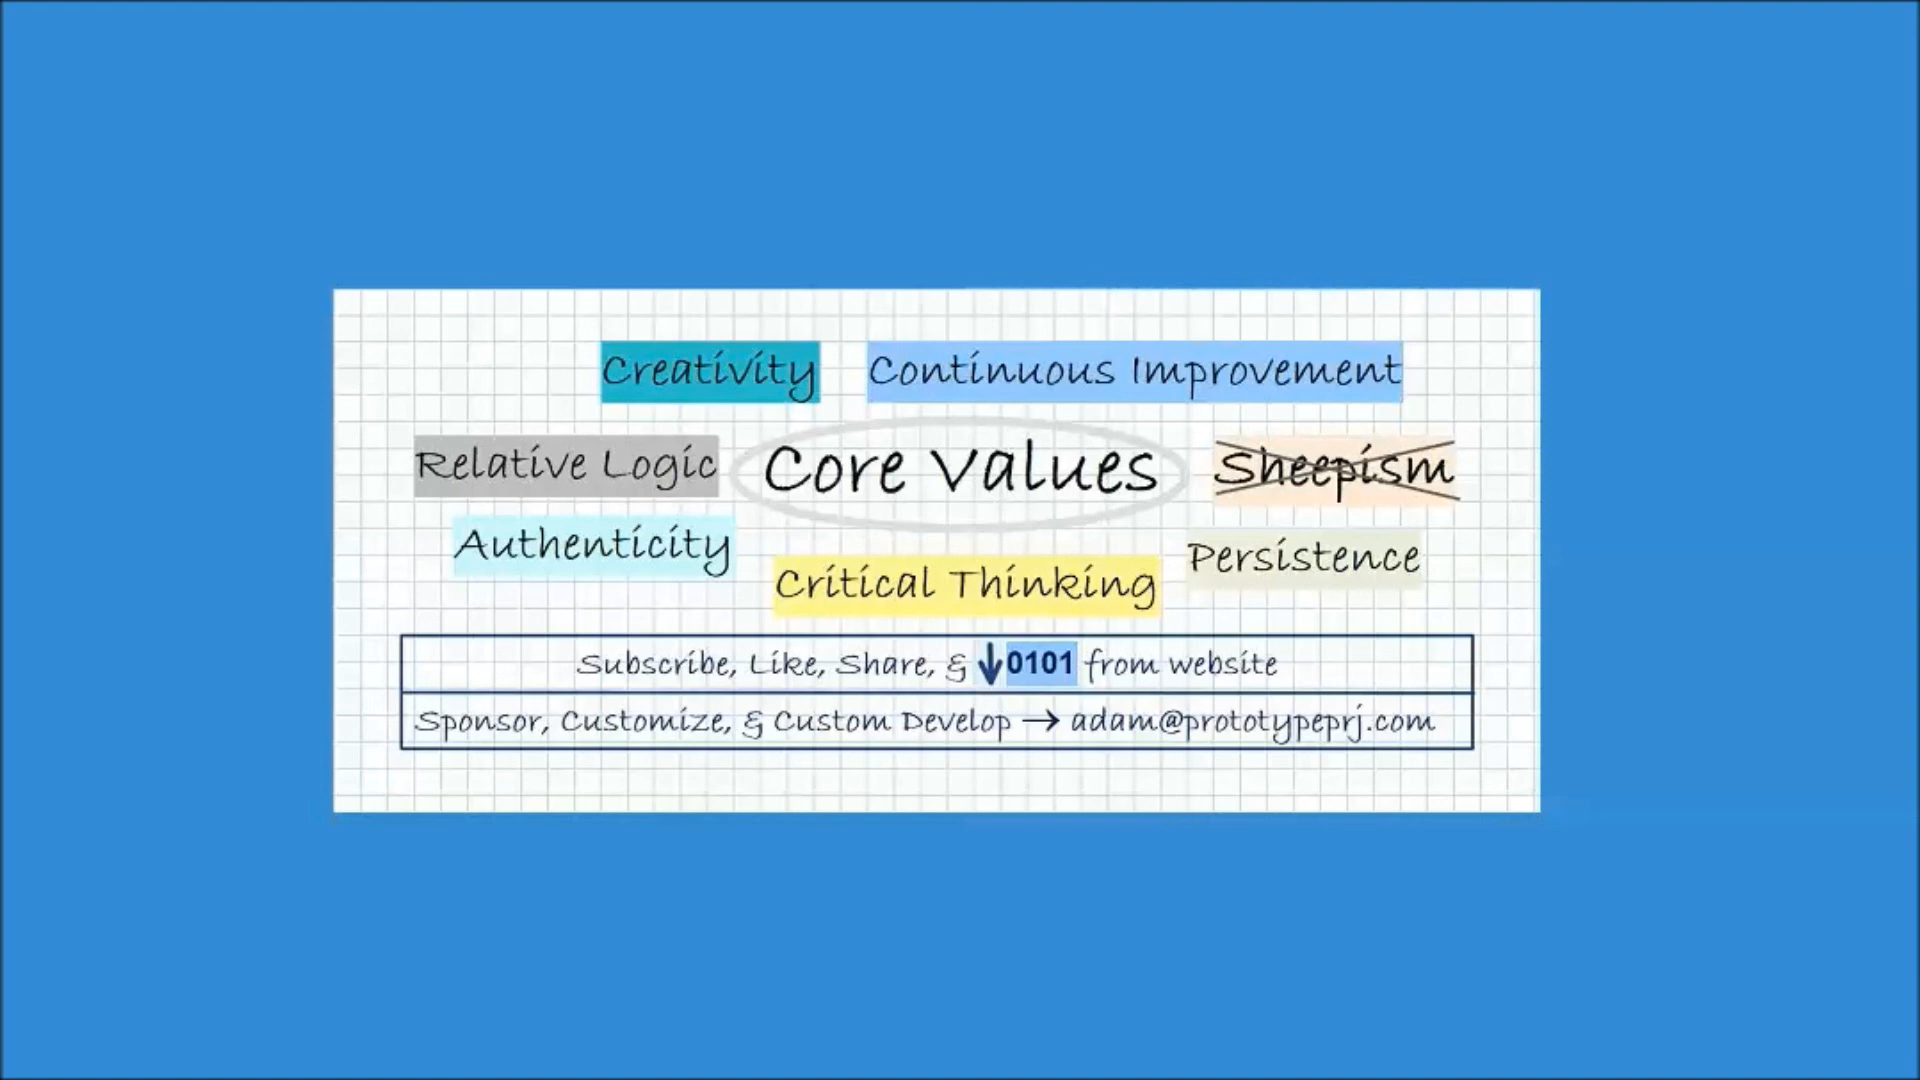 Creativity Continuous Improvement
Relative Logic Core Values Sheepism
Authenticity Critical Thinking Persistence
Subscribe, Like, Share, & ↓0101 from website
Sponsor, Customize, & Custom Develop → adam@prototypeprj.com